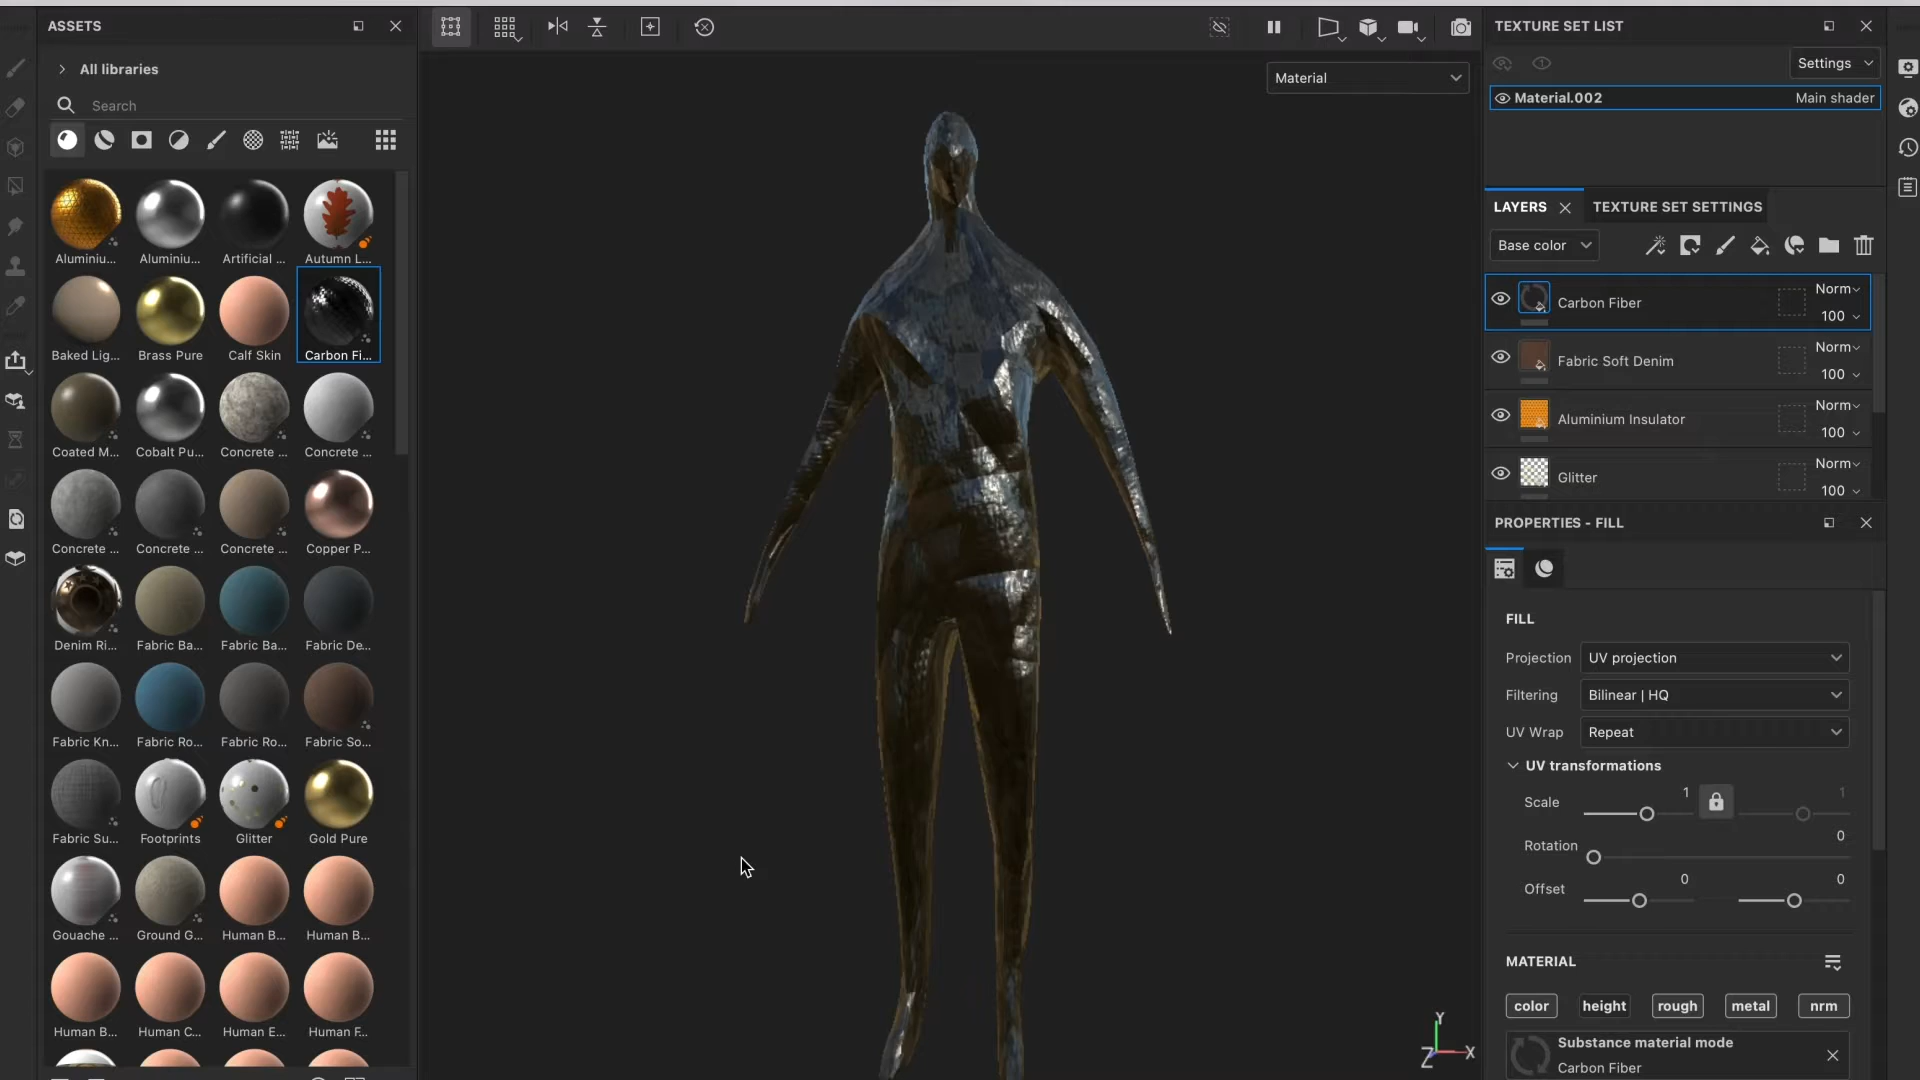 ASSETS
All libraries
Search
Aluminiu...
Aluminiu...
Artificial ...
Autumn L...
Baked Lig...
Brass Pure
Calf Skin
Carbon Fi...
Coated M...
Cobalt Pu...
Concrete ...
Concrete ...
Concrete ...
Concrete ...
Concrete ...
Copper P...
Denim Ri...
Fabric Ba...
Fabric Ba...
Fabric De...
Fabric Kn...
Fabric Ro...
Fabric Ro...
Fabric So...
Fabric Su...
Footprints
Glitter
Gold Pure
Gouache ...
Ground G...
Human B...
Human B...
Human B...
Human C...
Human E...
Human F...
Material
Y
Z
X
TEXTURE SET LIST
Settings
Material.002
Main shader
LAYERS
TEXTURE SET SETTINGS
Base color
Carbon Fiber
Norm
100
Fabric Soft Denim
Norm
100
Aluminium Insulator
Norm
100
Glitter
Norm
100
PROPERTIES - FILL
FILL
Projection
UV projection
Filtering
Bilinear | HQ
UV Wrap
Repeat
UV transformations
Scale
1
1
Rotation
0
Offset
0
0
MATERIAL
color
height
rough
metal
nrm
Substance material mode
Carbon Fiber